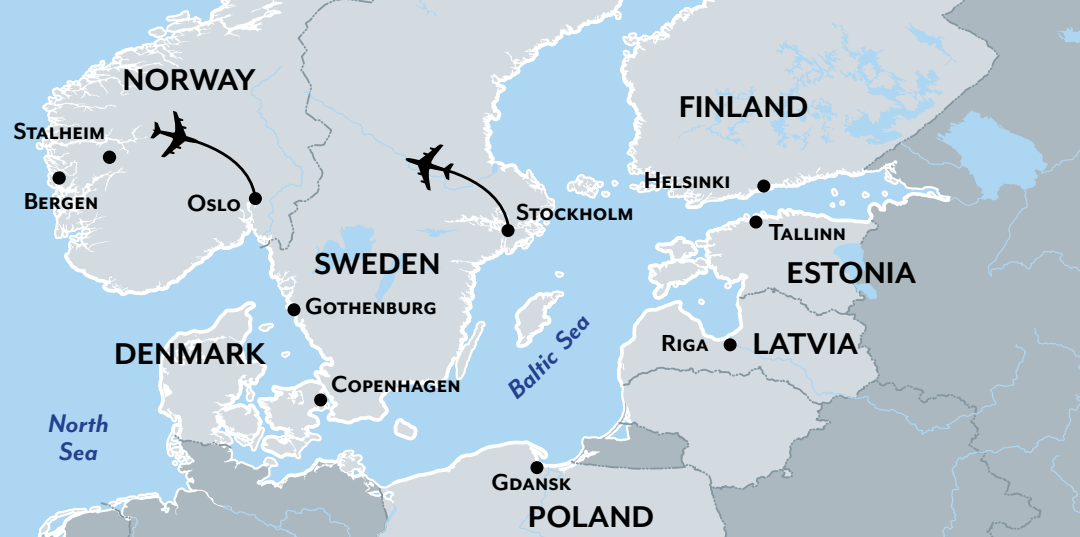 NORWAY
FINLAND
STALHEIM
BERGEN
OSLO
HELSINKI
STOCKHOLM
TALLINN
SWEDEN
ESTONIA
GOTHENBURG
DENMARK
RIGA
LATVIA
Baltic Sea
COPENHAGEN
North
Sea
GDANSK
POLAND